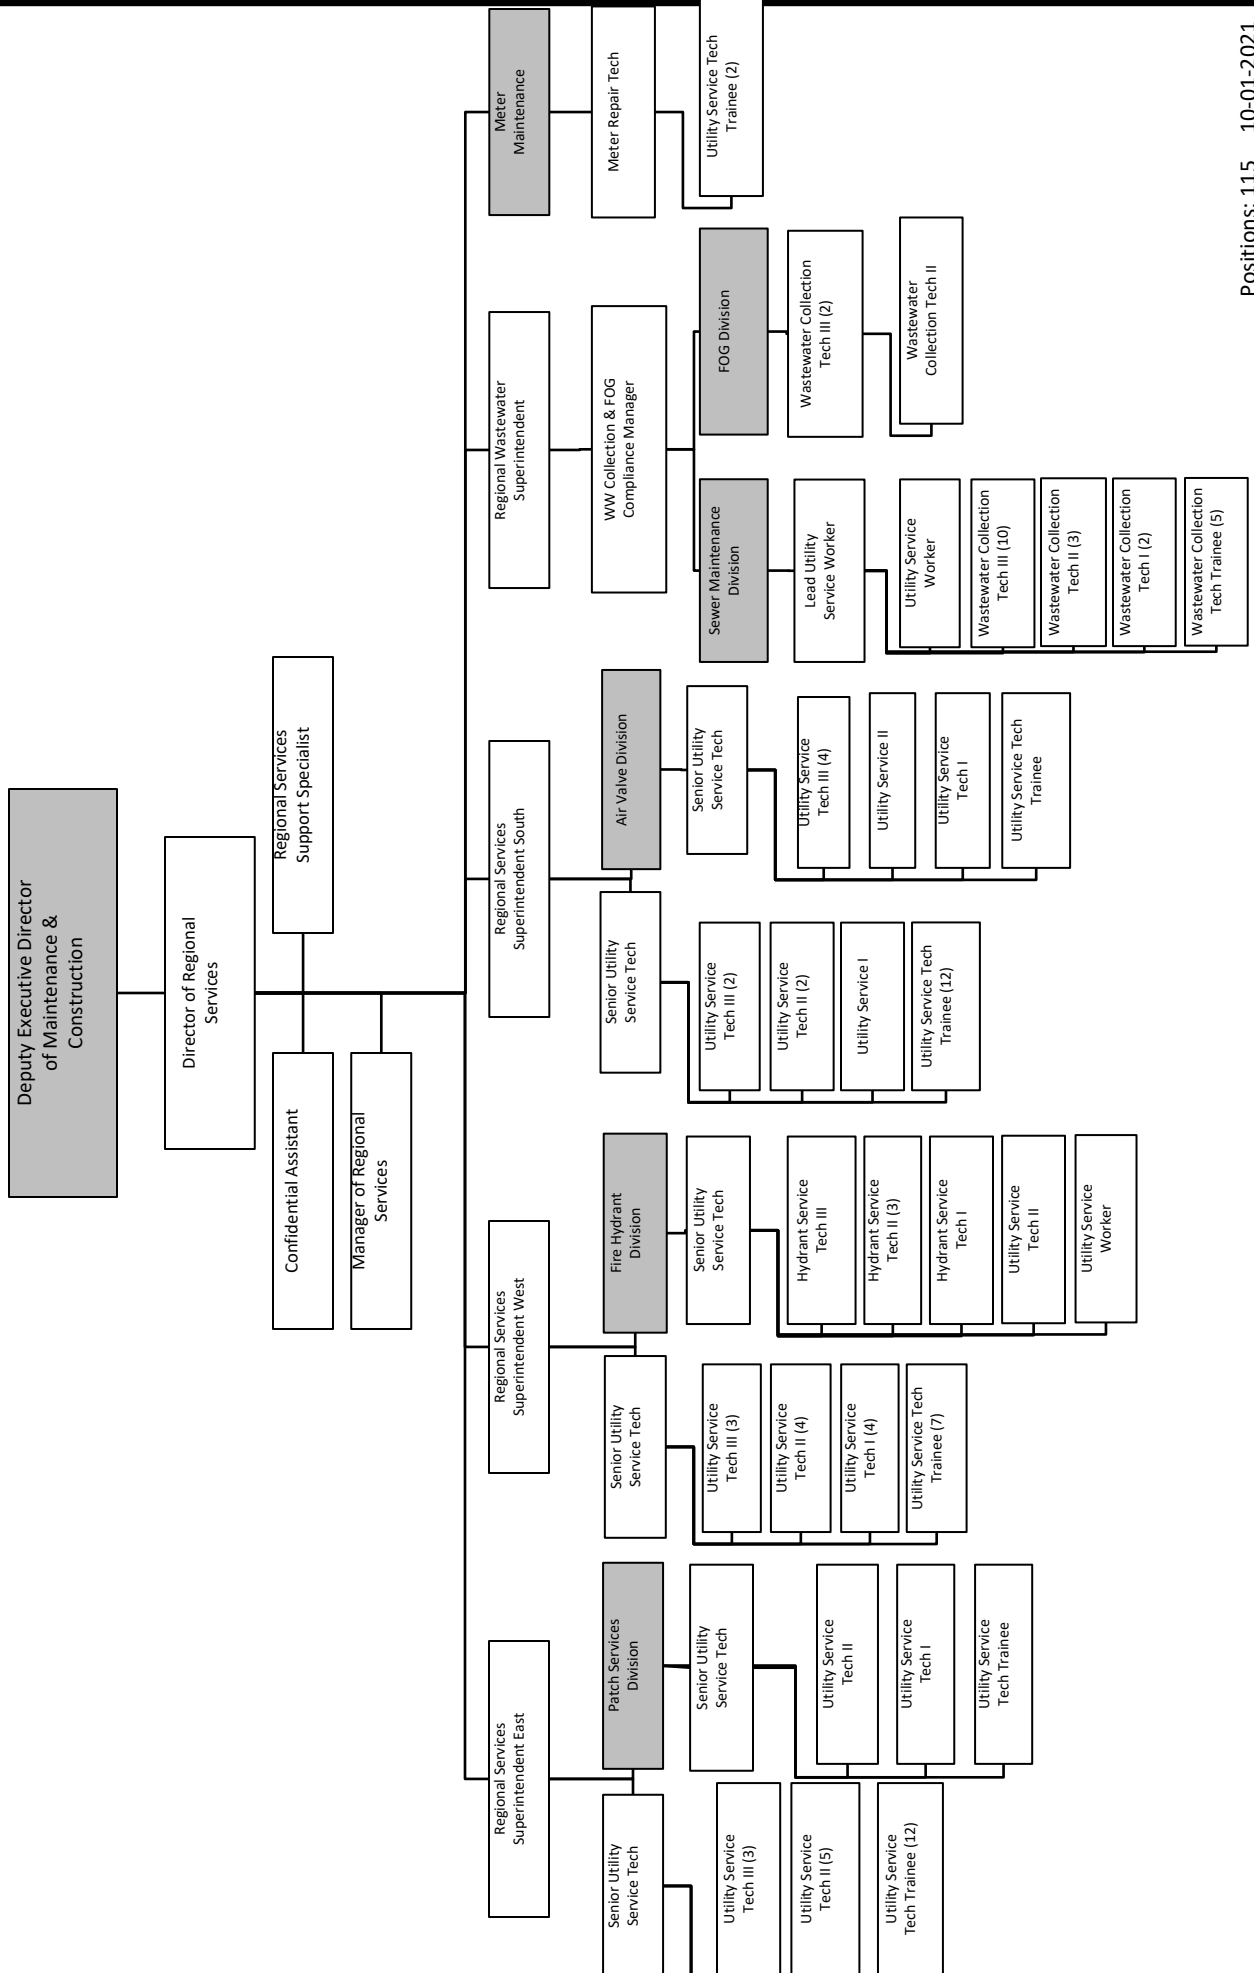 Deputy Executive Director
of Maintenance &
Construction
Director of Regional
Services
Confidential Assistant
Regional Services
Support Specialist
Manager of Regional
Services
Regional Services
Superintendent East
Regional Services
Superintendent West
Regional Services
Superintendent South
Regional Wastewater
Superintendent
Meter
Maintenance
Senior Utility
Service Tech
Utility Service
Tech III (3)
Utility Service
Tech II (5)
Utility Service
Tech Trainee (12)
Patch Services
Division
Senior Utility
Service Tech
Utility Service
Tech II
Utility Service
Tech I
Utility Service
Tech Trainee
Senior Utility
Service Tech
Utility Service
Tech III (3)
Utility Service
Tech II (4)
Utility Service
Tech I (4)
Utility Service Tech
Trainee (7)
Fire Hydrant
Division
Senior Utility
Service Tech
Hydrant Service
Tech III
Hydrant Service
Tech II (3)
Hydrant Service
Tech I
Utility Service
Tech II
Utility Service
Worker
Senior Utility
Service Tech
Utility Service
Tech III (2)
Utility Service
Tech II (2)
Utility Service I
Utility Service Tech
Trainee (12)
Air Valve Division
Senior Utility
Service Tech
Utility Service
Tech III (4)
Utility Service II
Utility Service
Tech I
Utility Service Tech
Trainee
WW Collection & FOG
Compliance Manager
Sewer Maintenance
Division
Lead Utility
Service Worker
Utility Service
Worker
Wastewater Collection
Tech III (10)
Wastewater Collection
Tech II (3)
Wastewater Collection
Tech I (2)
Wastewater Collection
Tech Trainee (5)
FOG Division
Wastewater Collection
Tech III (2)
Wastewater
Collection Tech II
Meter Repair Tech
Utility Service Tech
Trainee (2)
Positions: 115 10-01-2021